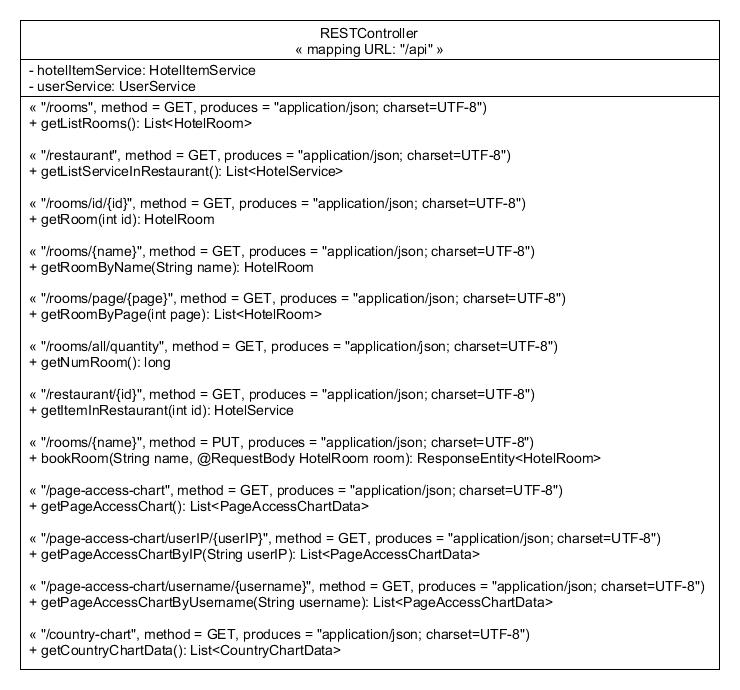 RESTController
« mapping URL: "/api" »
- hotelItemService: HotelItemService
- userService: UserService
« "/rooms", method = GET, produces = "application/json; charset=UTF-8")
+ getListRooms(): List<HotelRoom>
« "/restaurant", method = GET, produces = "application/json; charset=UTF-8")
+ getListServiceInRestaurant(): List<HotelService>
« "/rooms/id/{id}", method = GET, produces = "application/json; charset=UTF-8")
+ getRoom(int id): HotelRoom
« "/rooms/{name}", method = GET, produces = "application/json; charset=UTF-8")
+ getRoomByName(String name): HotelRoom
« "/rooms/page/{page}", method = GET, produces = "application/json; charset=UTF-8")
+ getRoomByPage(int page): List<HotelRoom>
« "/rooms/all/quantity", method = GET, produces = "application/json; charset=UTF-8")
+ getNumRoom(): long
« "/restaurant/{id}", method = GET, produces = "application/json; charset=UTF-8")
+ getItemInRestaurant(int id): HotelService
« "/rooms/{name}", method = PUT, produces = "application/json; charset=UTF-8")
+ bookRoom(String name, @RequestBody HotelRoom room): ResponseEntity<HotelRoom>
« "/page-access-chart", method = GET, produces = "application/json; charset=UTF-8")
+ getPageAccessChart(): List<PageAccessChartData>
« "/page-access-chart/userIP/{userIP}", method = GET, produces = "application/json; charset=UTF-8")
+ getPageAccessChartByIP(String userIP): List<PageAccessChartData>
« "/page-access-chart/username/{username}", method = GET, produces = "application/json; charset=UTF-8")
+ getPageAccessChartByUsername(String username): List<PageAccessChartData>
« "/country-chart", method = GET, produces = "application/json; charset=UTF-8")
+ getCountryChartData(): List<CountryChartData>